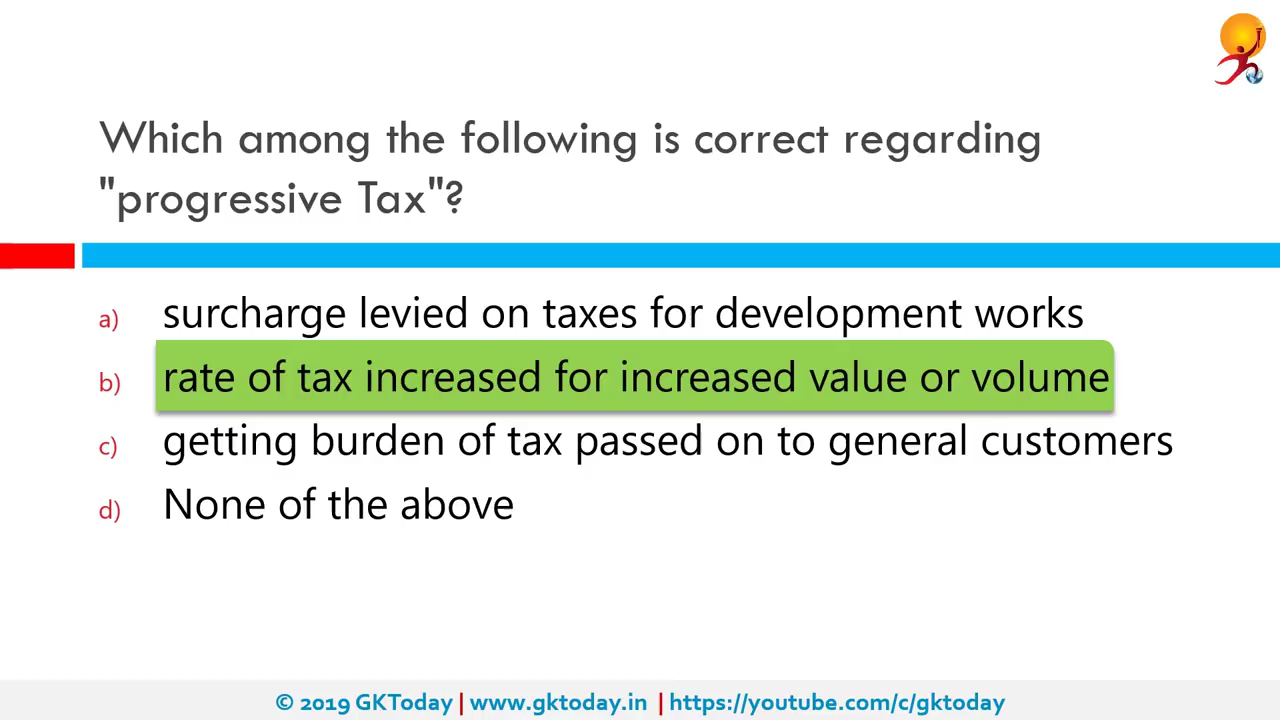 Which among the following is correct regarding
"progressive Tax"?
a) surcharge levied on taxes for development works
b) rate of tax increased for increased value or volume
c) getting burden of tax passed on to general customers
d) None of the above
© 2019 GKToday | www.gktoday.in | https://youtube.com/c/gktoday